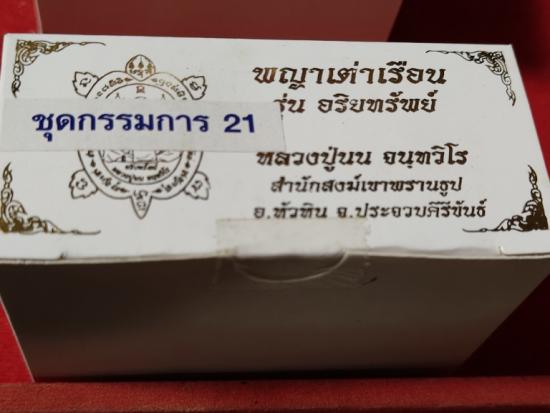 พญาเต่าเรือน
รุ่น อริยทรัพย์
ชุดกรรมการ 21
หลวงปู่นน จนฺทวิโร
สำนักสงฆ์เขาพรานธูป
อ.หัวหิน จ.ประจวบคีรีขันธ์